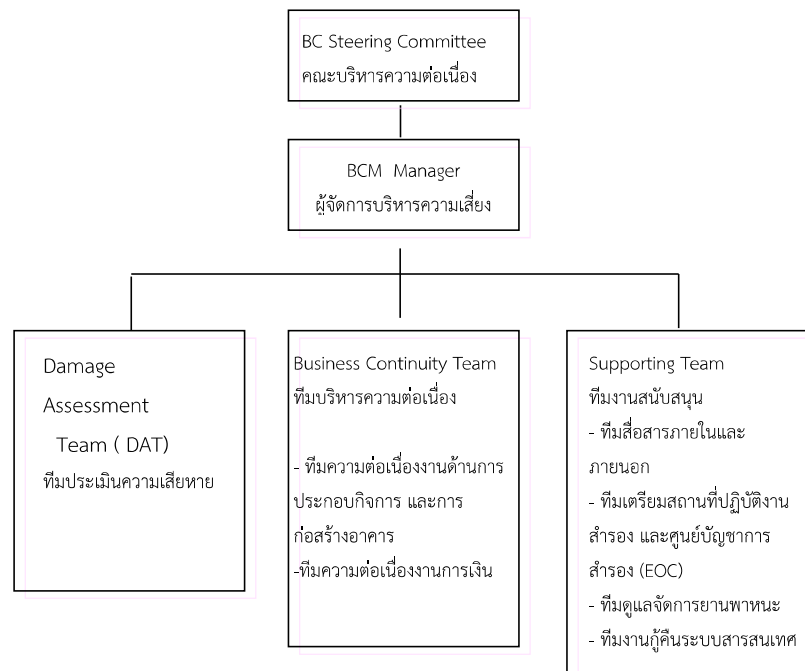 BC Steering Committee
คณะบริหารความต่อเนื่อง
BCM Manager
ผู้จัดการบริหารความเสี่ยง
Damage
Assessment
Team ( DAT)
ทีมประเมินความเสียหาย
Business Continuity Team
ทีมบริหารความต่อเนื่อง
- ทีมความต่อเนื่องงานด้านการ
ประกอบกิจการ และการ
ก่อสร้างอาคาร
-ทีมความต่อเนื่องงานการเงิน
Supporting Team
ทีมงานสนับสนุน
- ทีมสื่อสารภายในและ
ภายนอก
- ทีมเตรียมสถานที่ปฏิบัติงาน
สำรอง และศูนย์บัญชาการ
สำรอง (EOC)
- ทีมดูแลจัดการยานพาหนะ
- ทีมงานกู้คืนระบบสารสนเทศ